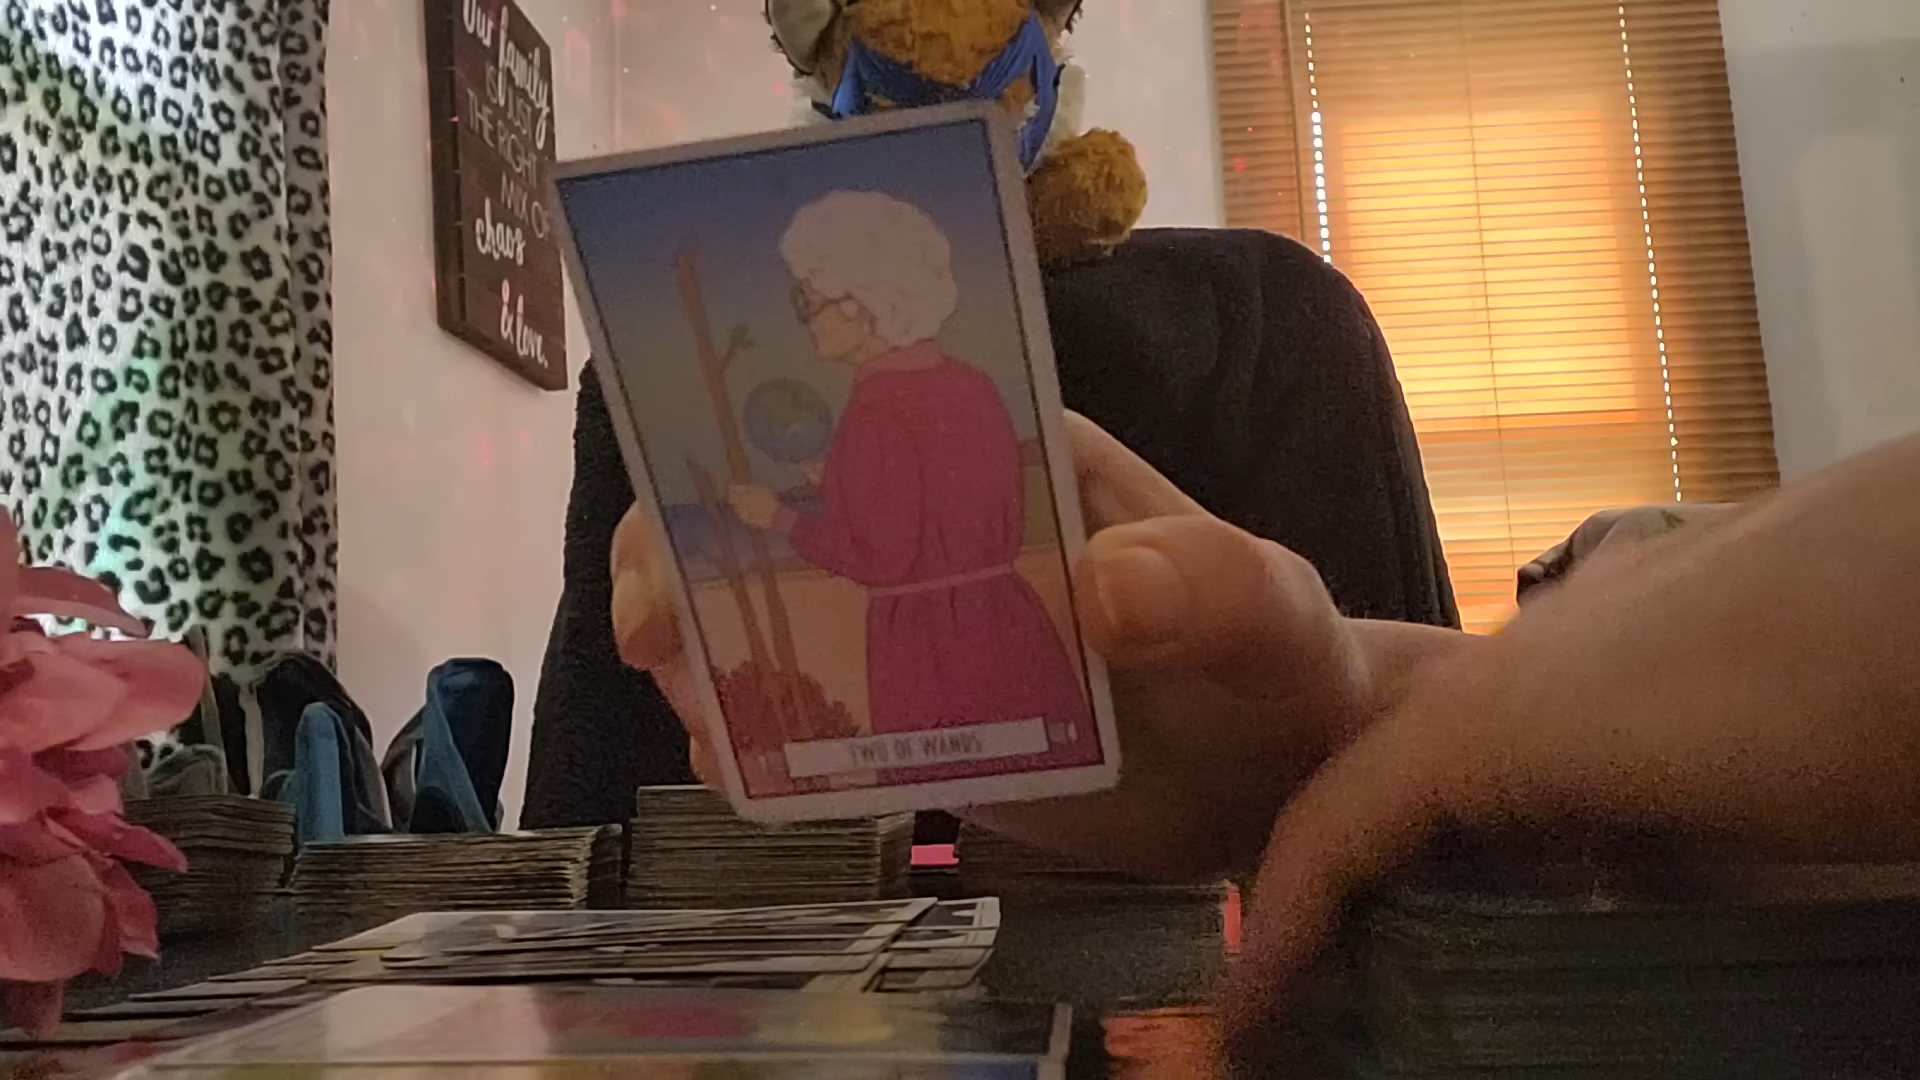 Our family
IS JUST
THE RIGHT
MIX OF
chaos
& love.
TWO OF WANDS